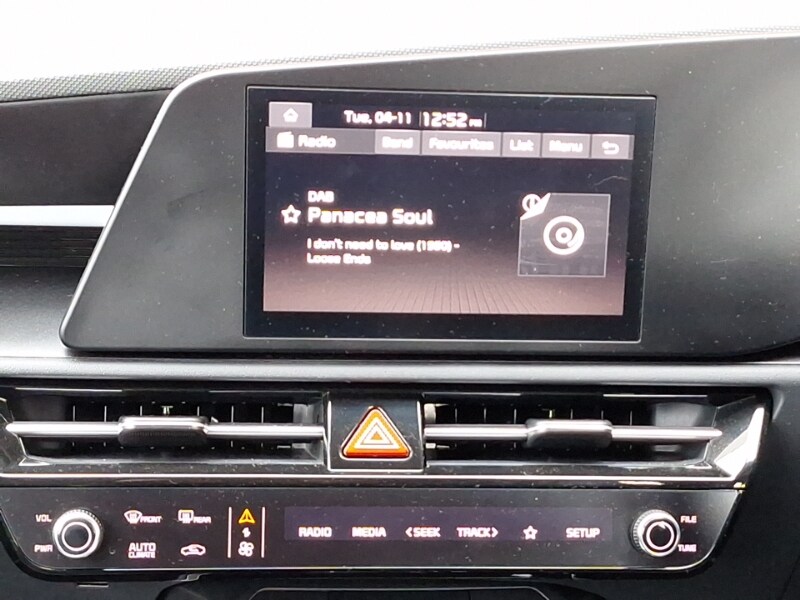 Tue, 04-11 12:52 PM
Radio Band Favourites List Menu
DAB
Panacea Soul
I don't need to love (1990) -
Loose Ends
VOL FRONT REAR FILE
RADIO MEDIA <SEEK TRACK> SETUP
PWR AUTO TUNE
CLIMATE